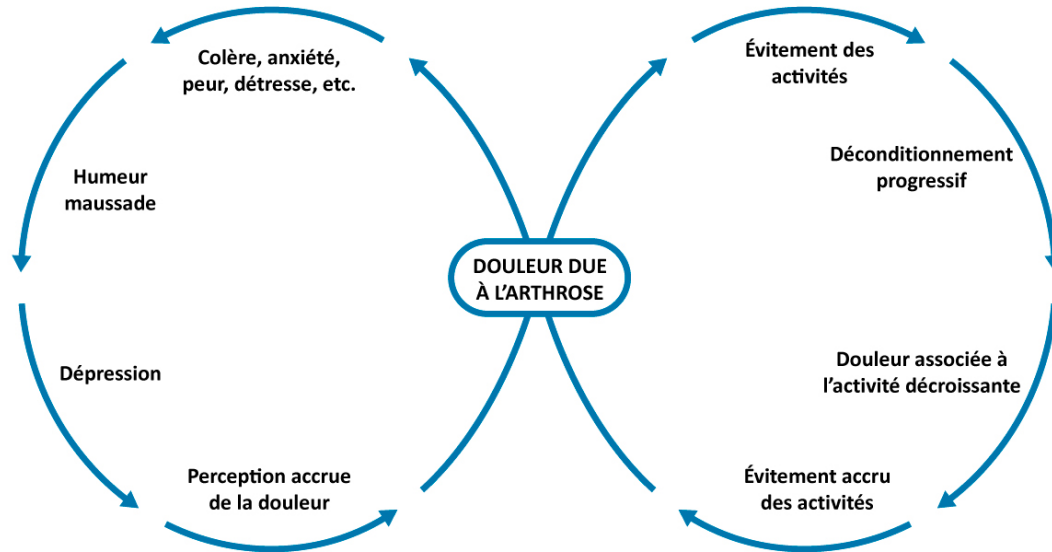 Colère, anxiété,
peur, détresse, etc.
Humeur
maussade
Dépression
Perception accrue
de la douleur
DOULEUR DUE
À L’ARTHROSE
Évitement des
activités
Déconditionnement
progressif
Douleur associée à
l’activité décroissante
Évitement accru
des activités